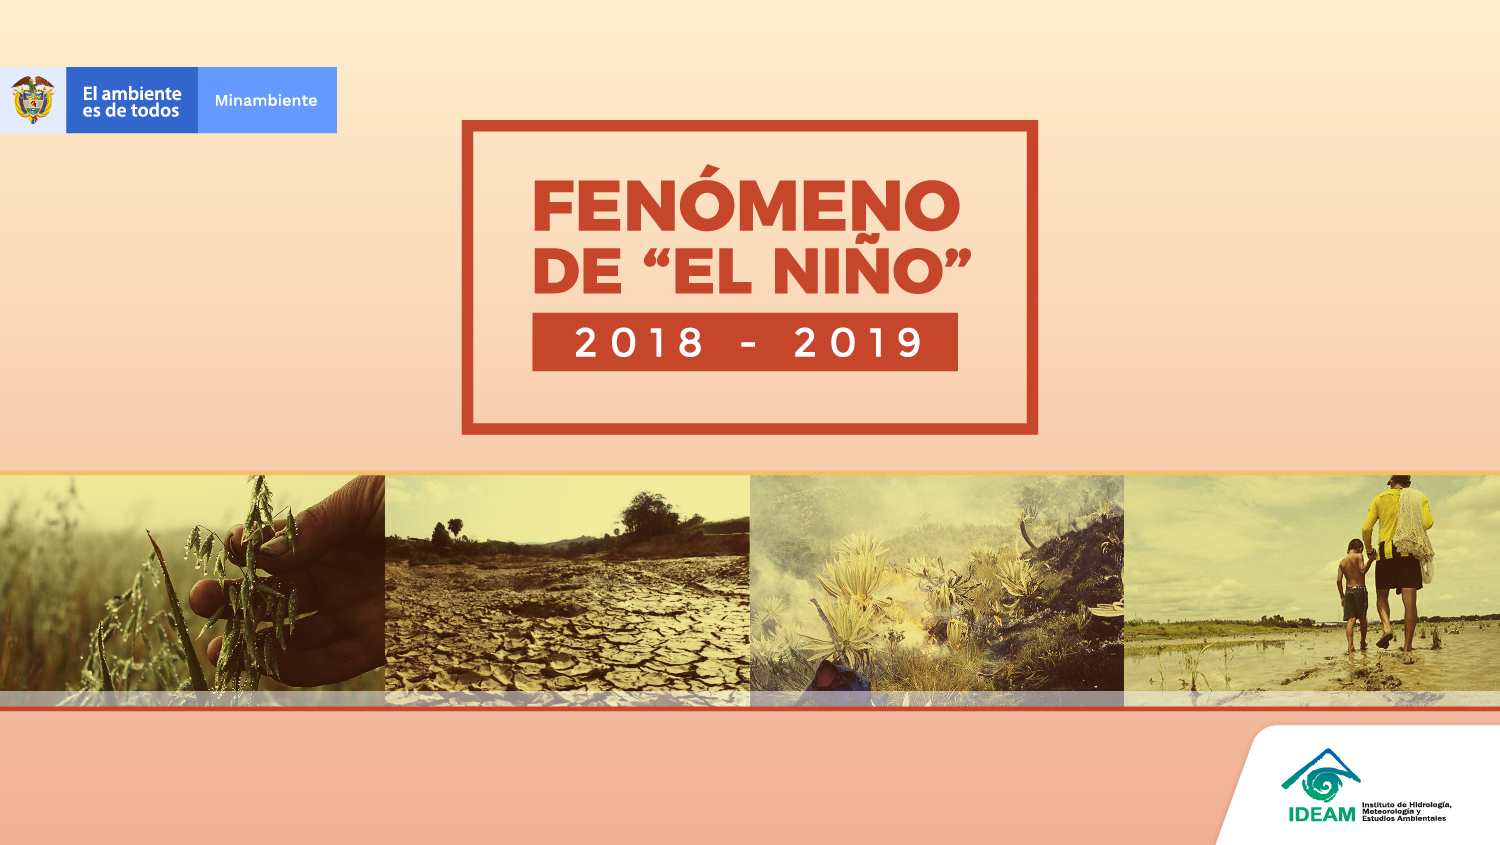 El ambiente
es de todos
Minambiente
FENÓMENO
DE “EL NIÑO”
2018 - 2019
IDEAM
Instituto de Hidrología,
Meteorología y
Estudios Ambientales